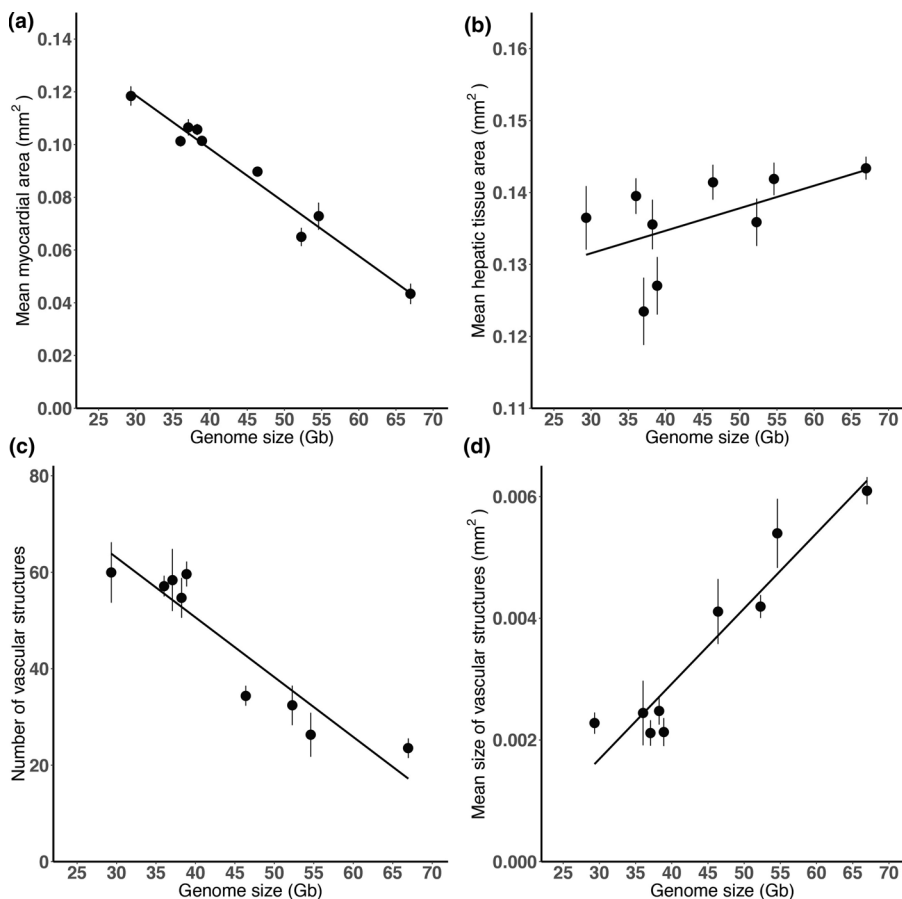 (a)
Mean myocardial area (mm²)
0.14
0.12
0.10
0.08
0.06
0.04
0.02
0.00
25 30 35 40 45 50 55 60 65 70
Genome size (Gb)
(b)
Mean hepatic tissue area (mm²)
0.16
0.15
0.14
0.13
0.12
0.11
25 30 35 40 45 50 55 60 65 70
Genome size (Gb)
(c)
Number of vascular structures
80
60
40
20
0
25 30 35 40 45 50 55 60 65 70
Genome size (Gb)
(d)
Mean size of vascular structures (mm²)
0.006
0.004
0.002
0.000
25 30 35 40 45 50 55 60 65 70
Genome size (Gb)